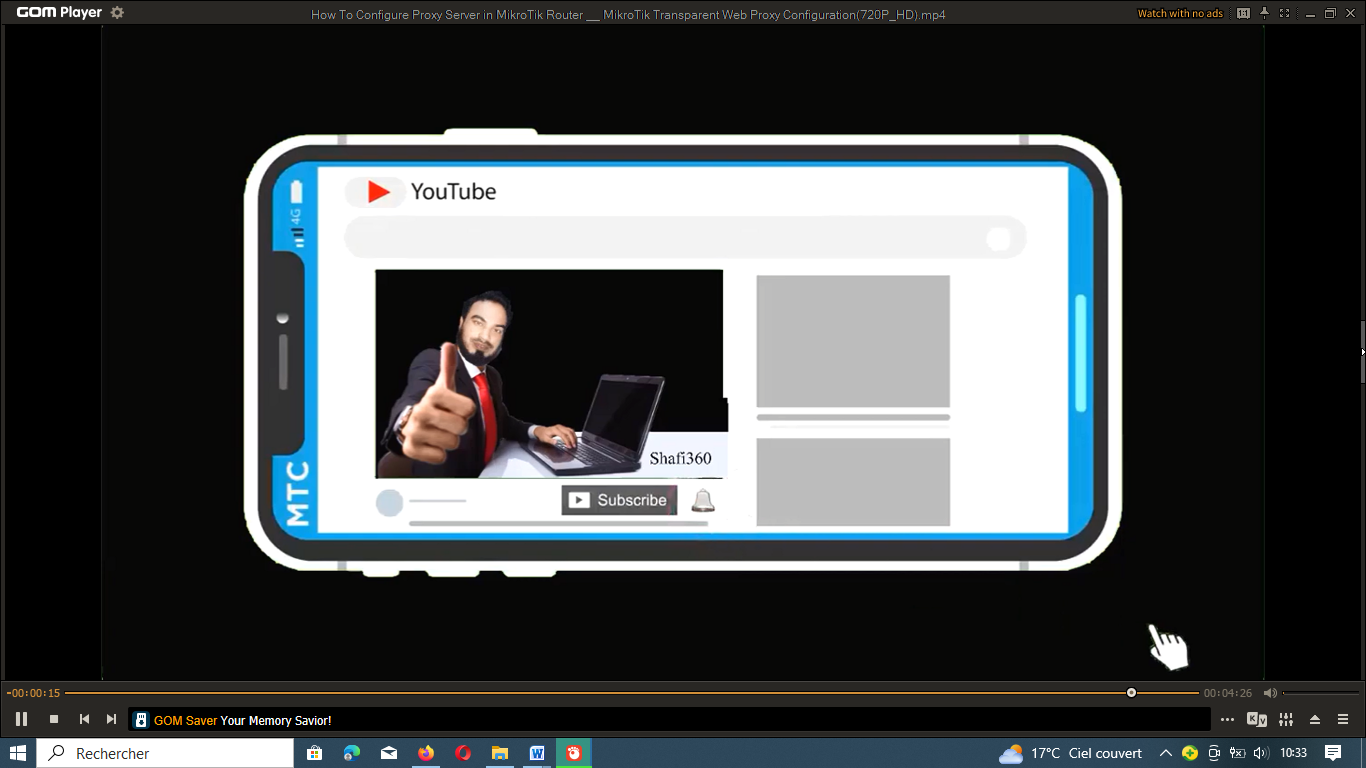 GOM Player
How To Configure Proxy Server in MikroTik Router __ MikroTik Transparent Web Proxy Configuration(720P_HD).mp4
Watch with no ads
4G
YouTube
MTC
Shafi360
Subscribe
-00:00:15
00:04:26
GOM Saver Your Memory Savior!
Rechercher
17°C Ciel couvert
10:33